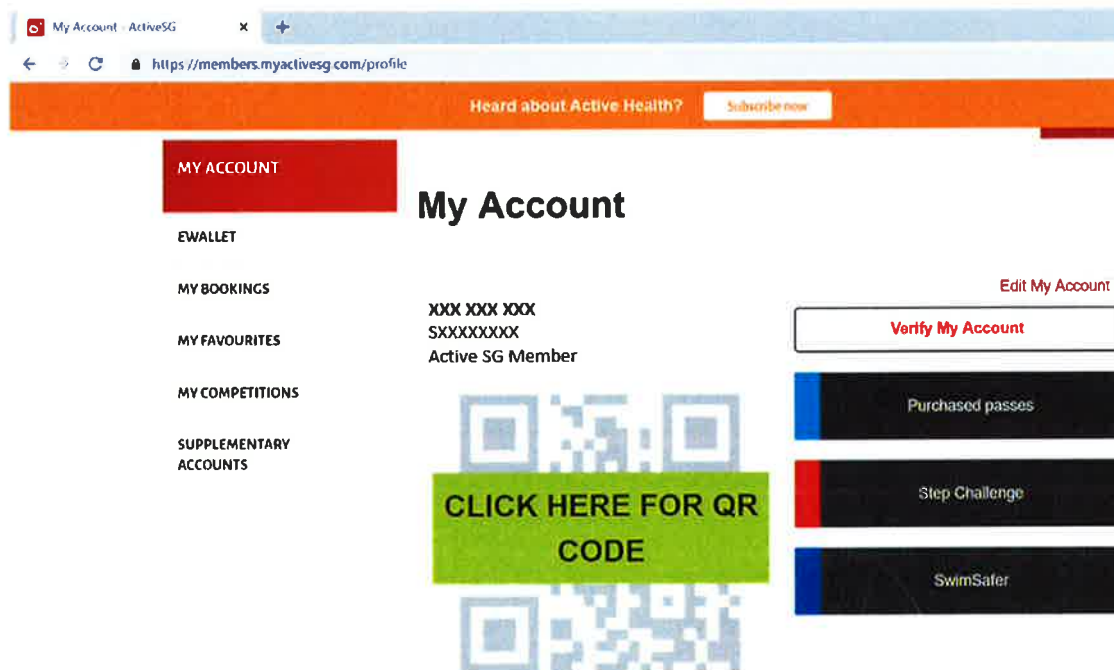 My Account - ActiveSG
https://members.myactivesg.com/profile
Heard about Active Health?
Subscribe now
MY ACCOUNT
My Account
EWALLET
MY BOOKINGS
MY FAVOURITES
MY COMPETITIONS
SUPPLEMENTARY
ACCOUNTS
XXX XXX XXX
SXXXXXXXX
Active SG Member
CLICK HERE FOR QR
CODE
Edit My Account
Verify My Account
Purchased passes
Step Challenge
SwimSafer